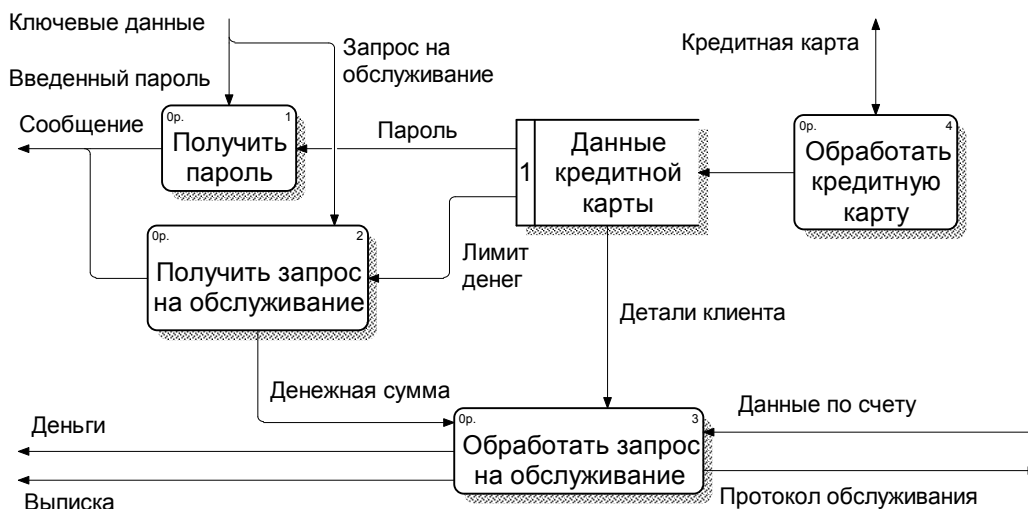 Ключевые данные
Запрос на
обслуживание
Кредитная карта
Введенный пароль
Сообщение
0р. 1
Получить
пароль
Пароль
1
Данные
кредитной
карты
0р. 4
Обработать
кредитную
карту
0р. 2
Получить запрос
на обслуживание
Лимит
денег
Детали клиента
Денежная сумма
Данные по счету
Деньги
0р. 3
Обработать запрос
на обслуживание
Выписка
Протокол обслуживания